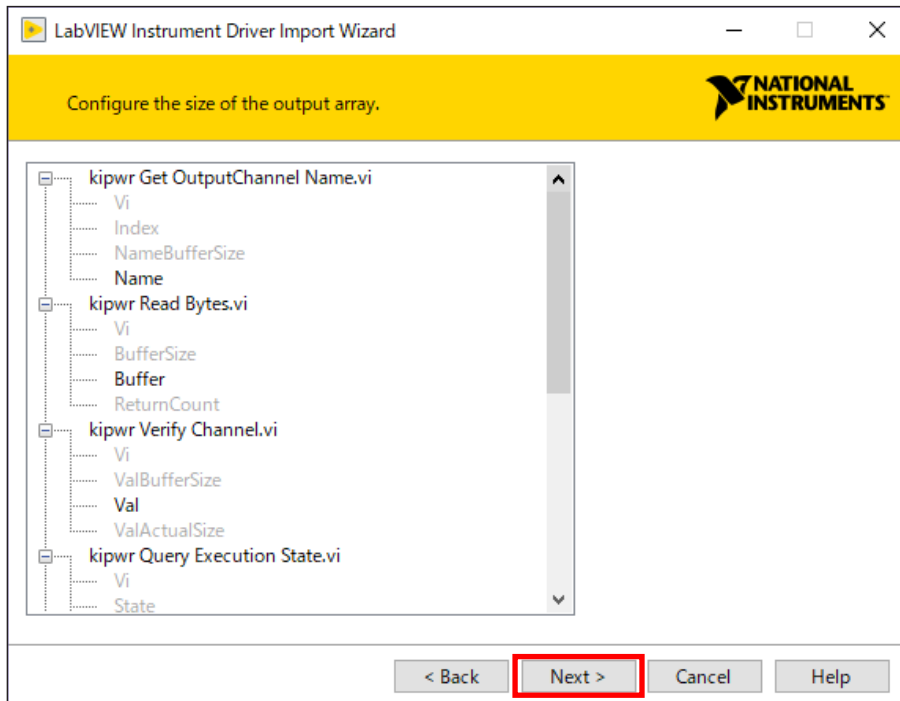 LabVIEW Instrument Driver Import Wizard
Configure the size of the output array.
NATIONAL
INSTRUMENTS
kipwr Get OutputChannel Name.vi
Vi
Index
NameBufferSize
Name
kipwr Read Bytes.vi
Vi
BufferSize
Buffer
ReturnCount
kipwr Verify Channel.vi
Vi
ValBufferSize
Val
ValActualSize
kipwr Query Execution State.vi
Vi
State
< Back
Next >
Cancel
Help